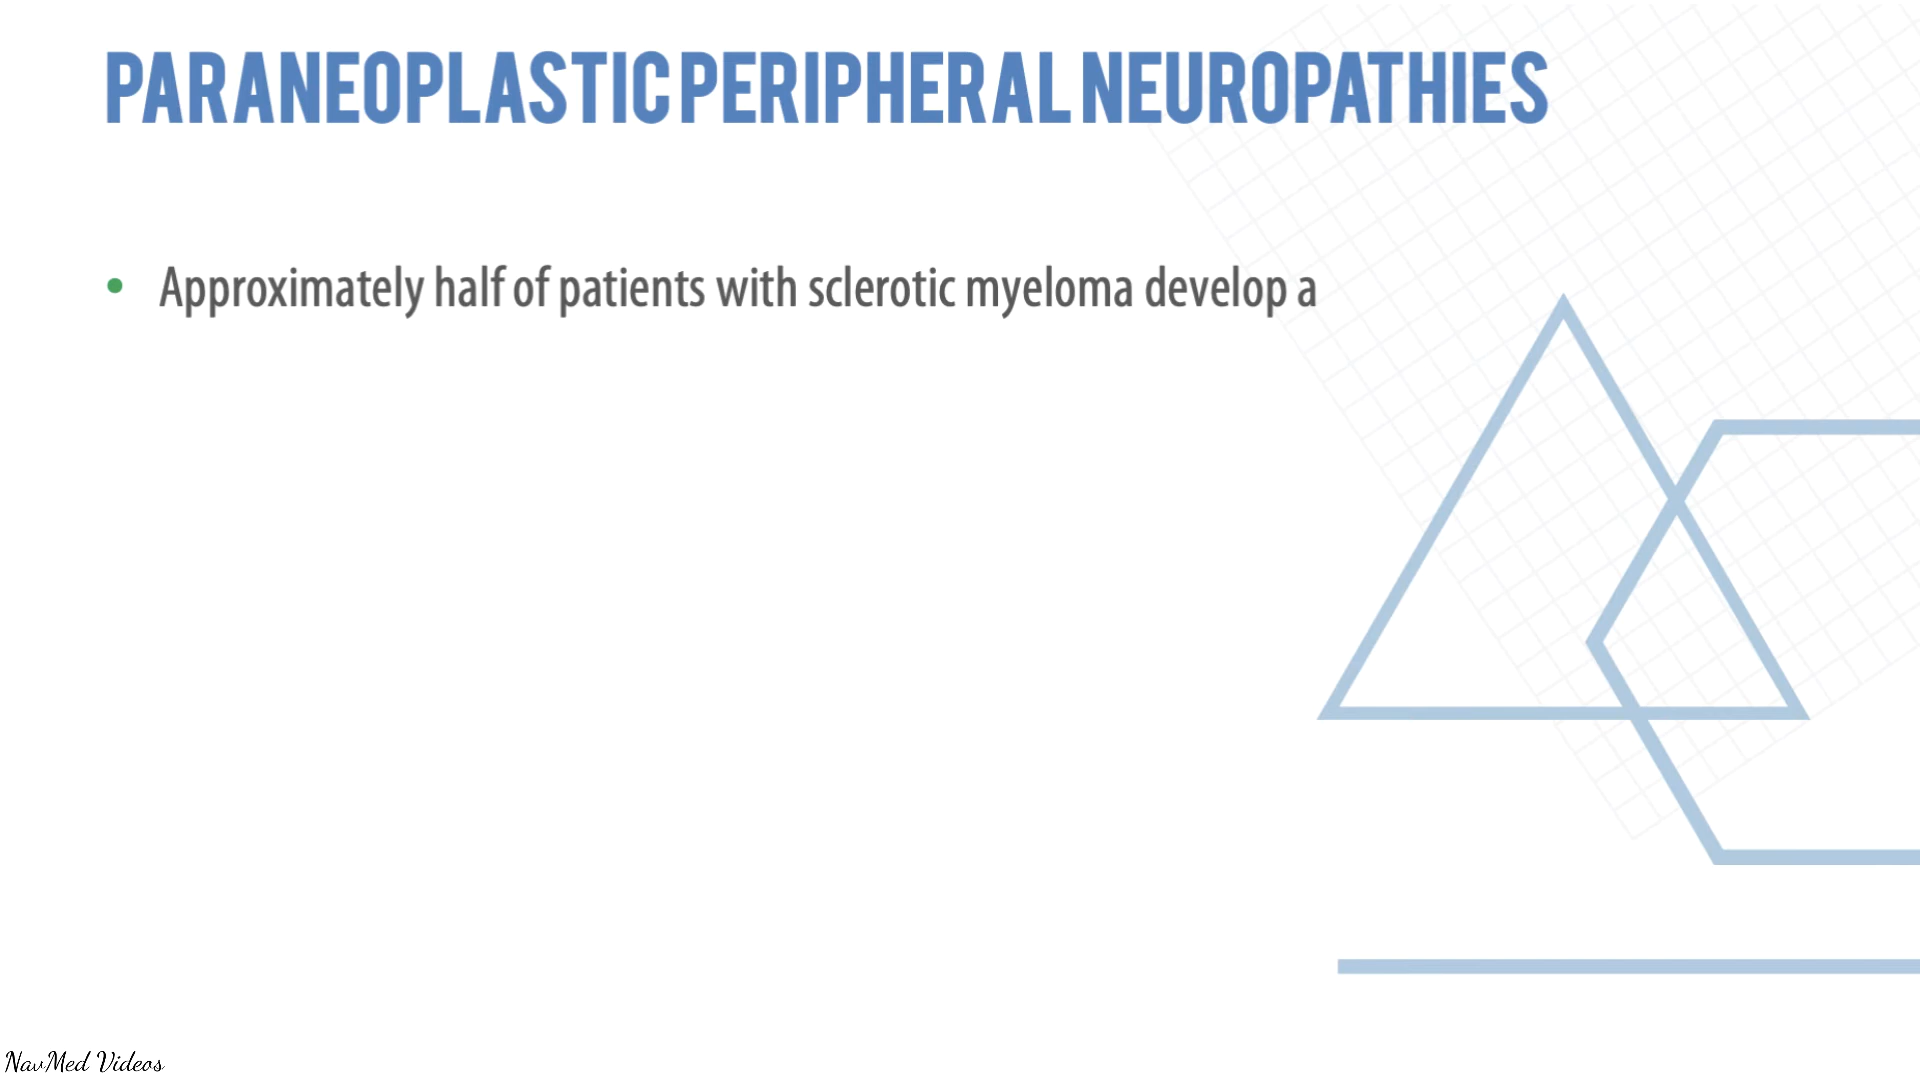 PARANEOPLASTIC PERIPHERAL NEUROPATHIES
• Approximately half of patients with sclerotic myeloma develop a
NavMed Videos